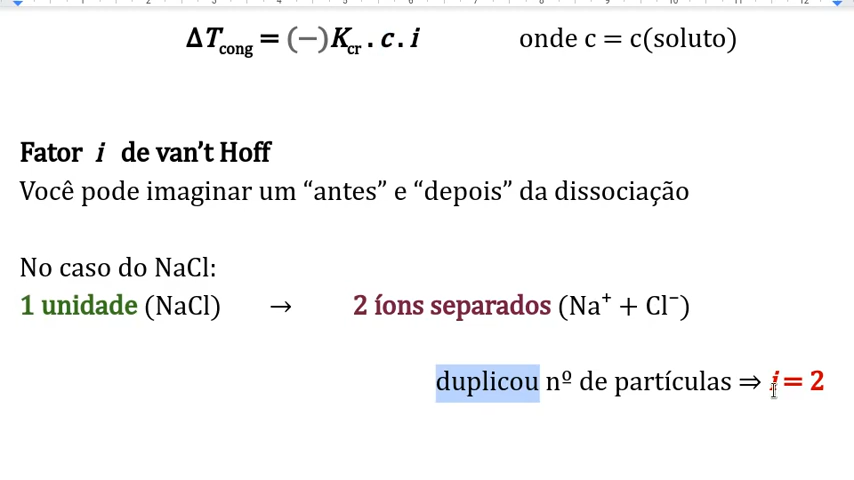 ΔTcong = (−)Kcr . c . i onde c = c(soluto)
Fator i de van’t Hoff
Você pode imaginar um “antes” e “depois” da dissociação
No caso do NaCl:
1 unidade (NaCl) → 2 íons separados (Na⁺ + Cl⁻)
duplicou nº de partículas ⇒ i = 2